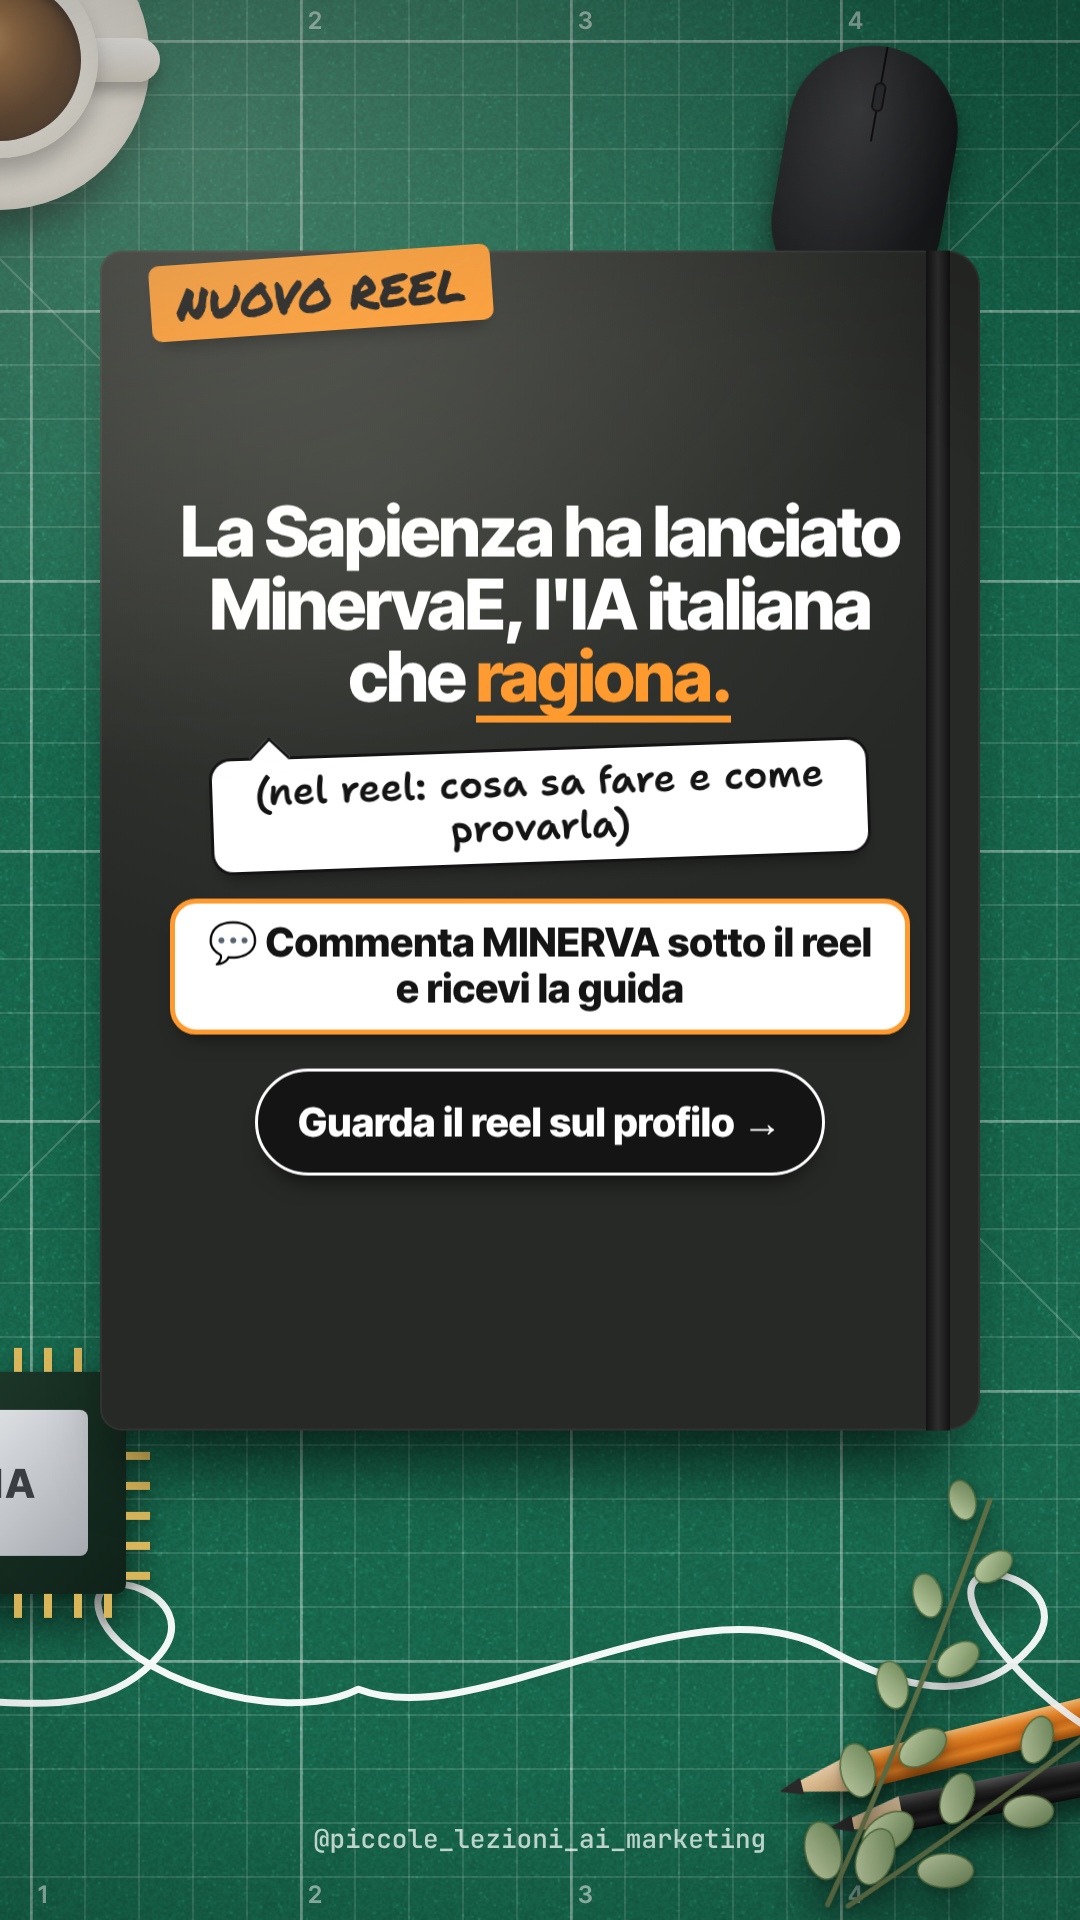 2 3 4
NUOVO REEL
La Sapienza ha lanciato
MinervaE, l'IA italiana
che ragiona.
(nel reel: cosa sa fare e come
provarla)
💬 Commenta MINERVA sotto il reel
e ricevi la guida
Guarda il reel sul profilo →
IA
@piccole_lezioni_ai_marketing
1 2 3 4